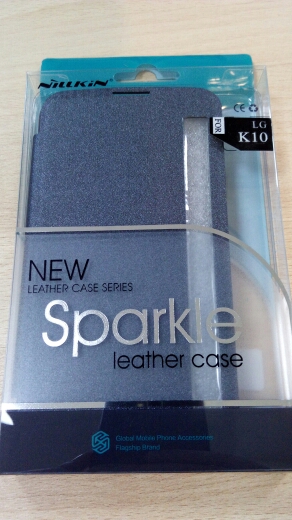 NILLKIN
CE
FOR
LG
K10
NEW
LEATHER CASE SERIES
Sparkle
leather case
Global Mobile Phone Accessories
Flagship Brand